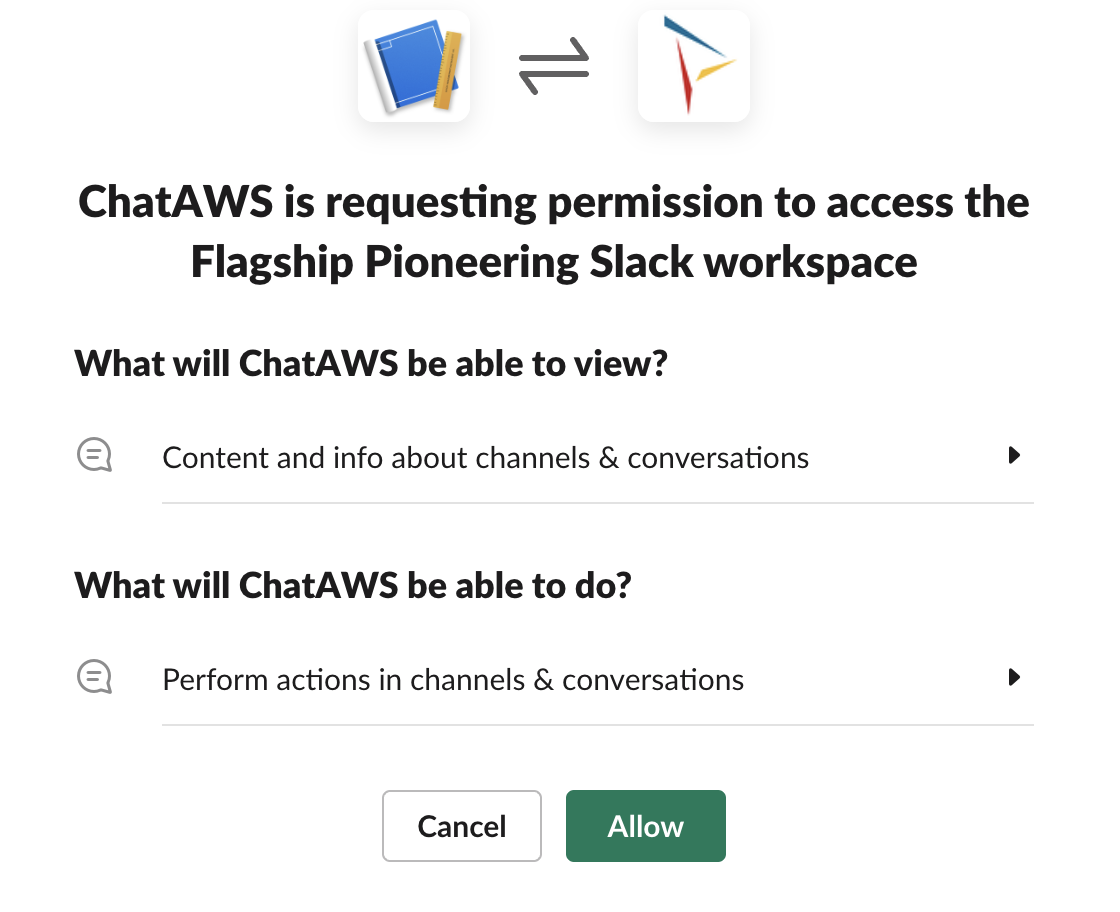 ChatAWS is requesting permission to access the
Flagship Pioneering Slack workspace
What will ChatAWS be able to view?
Content and info about channels & conversations
What will ChatAWS be able to do?
Perform actions in channels & conversations
Cancel
Allow